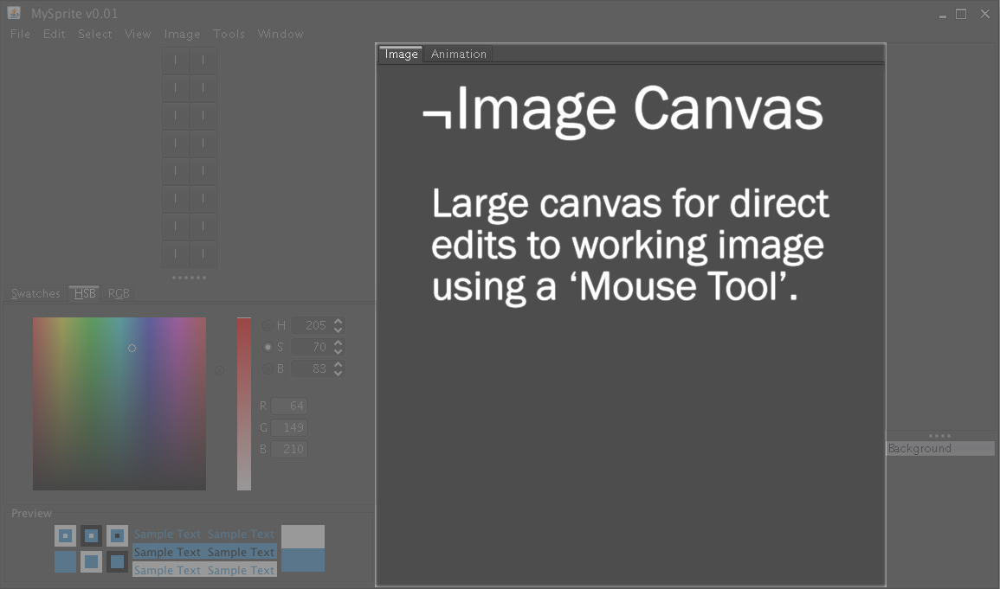 MySprite v0.01
File Edit Select View Image Tools Window
Image Animation
¬Image Canvas
Large canvas for direct
edits to working image
using a ‘Mouse Tool’.
Swatches HSB RGB
H 205
S 70
B 83
R 64
G 149
B 210
Background
Preview
Sample Text Sample Text
Sample Text Sample Text
Sample Text Sample Text